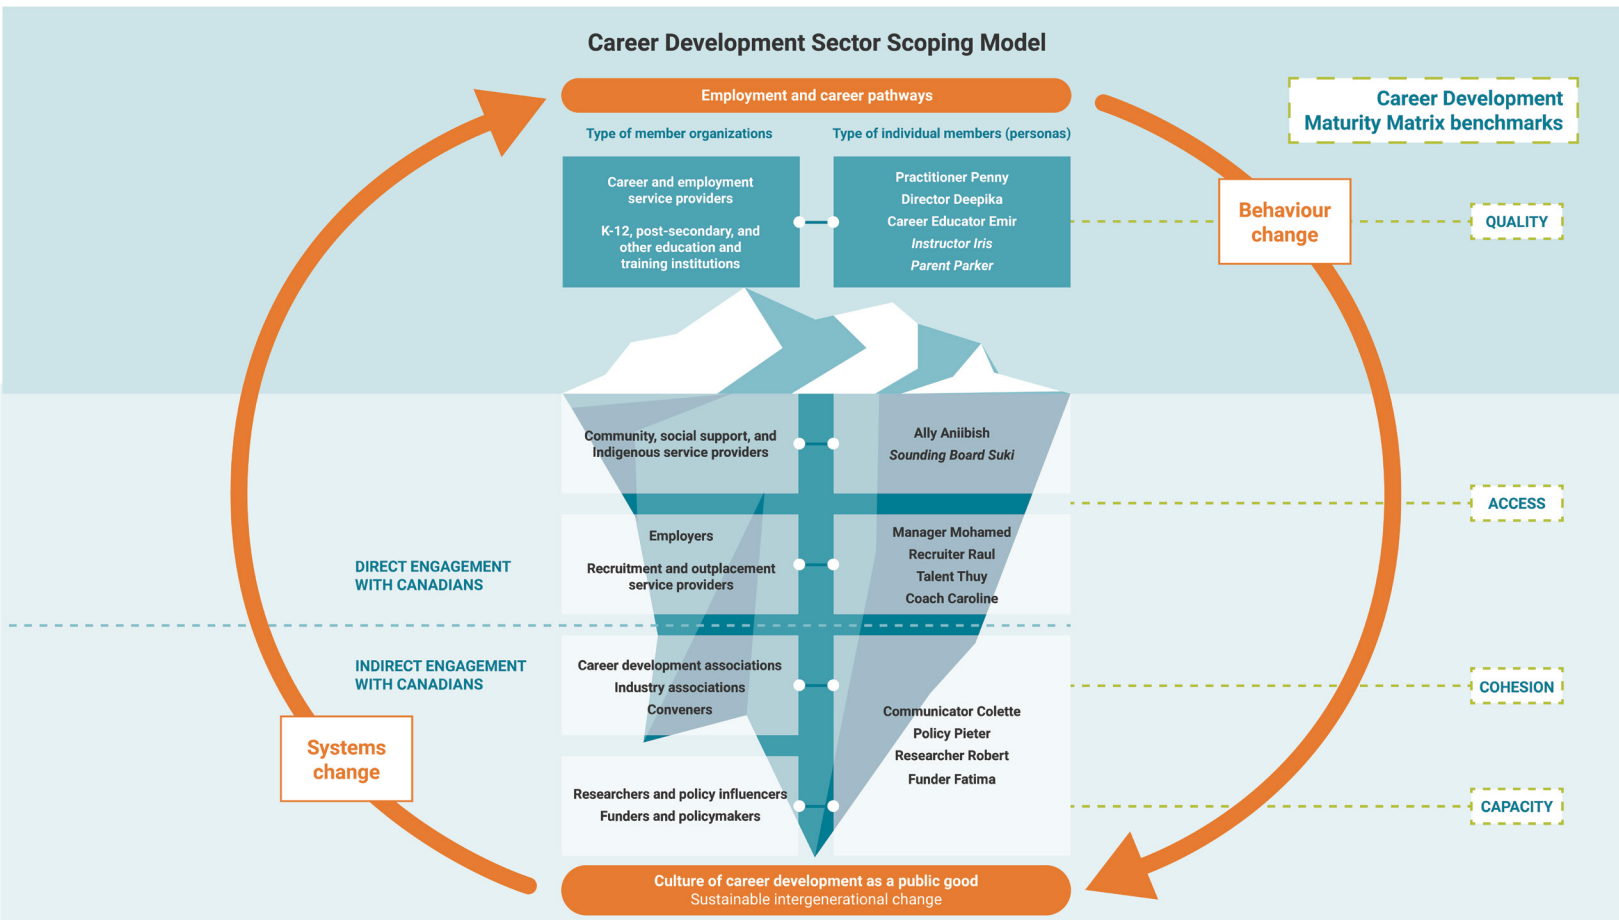 Career Development Sector Scoping Model
Employment and career pathways
Career Development
Maturity Matrix benchmarks
Type of member organizations
Type of individual members (personas)
Career and employment
service providers
K-12, post-secondary, and
other education and
training institutions
Practitioner Penny
Director Deepika
Career Educator Emir
Instructor Iris
Parent Parker
Behaviour
change
QUALITY
Community, social support, and
Indigenous service providers
Ally Aniibish
Sounding Board Suki
ACCESS
Employers
Recruitment and outplacement
service providers
Manager Mohamed
Recruiter Raul
Talent Thuy
Coach Caroline
DIRECT ENGAGEMENT
WITH CANADIANS
INDIRECT ENGAGEMENT
WITH CANADIANS
Career development associations
Industry associations
Conveners
COHESION
Systems
change
Communicator Colette
Policy Pieter
Researcher Robert
Funder Fatima
Researchers and policy influencers
Funders and policymakers
CAPACITY
Culture of career development as a public good
Sustainable intergenerational change